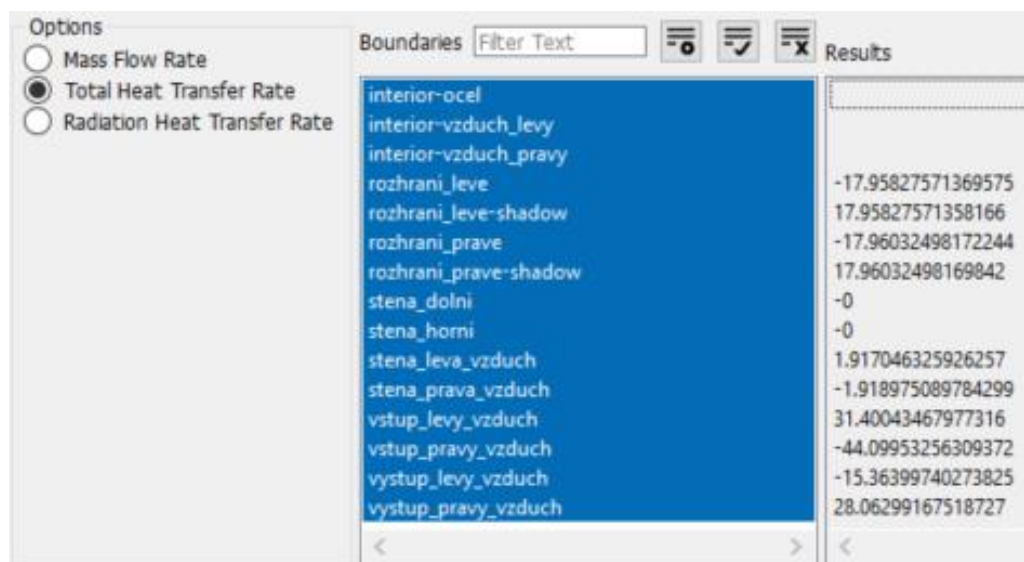 Options
Mass Flow Rate
Total Heat Transfer Rate
Radiation Heat Transfer Rate
Boundaries Filter Text
interior-ocel
interior-vzduch_levy
interior-vzduch_pravy
rozhrani_leve
rozhrani_leve-shadow
rozhrani_prave
rozhrani_prave-shadow
stena_dolni
stena_horni
stena_leva_vzduch
stena_prava_vzduch
vstup_levy_vzduch
vstup_pravy_vzduch
vystup_levy_vzduch
vystup_pravy_vzduch
Results
-17.95827571369575
17.95827571358166
-17.96032498172244
17.96032498169842
-0
-0
1.917046325926257
-1.918975089784299
31.40043467977316
-44.09953256309372
-15.36399740273825
28.06299167518727